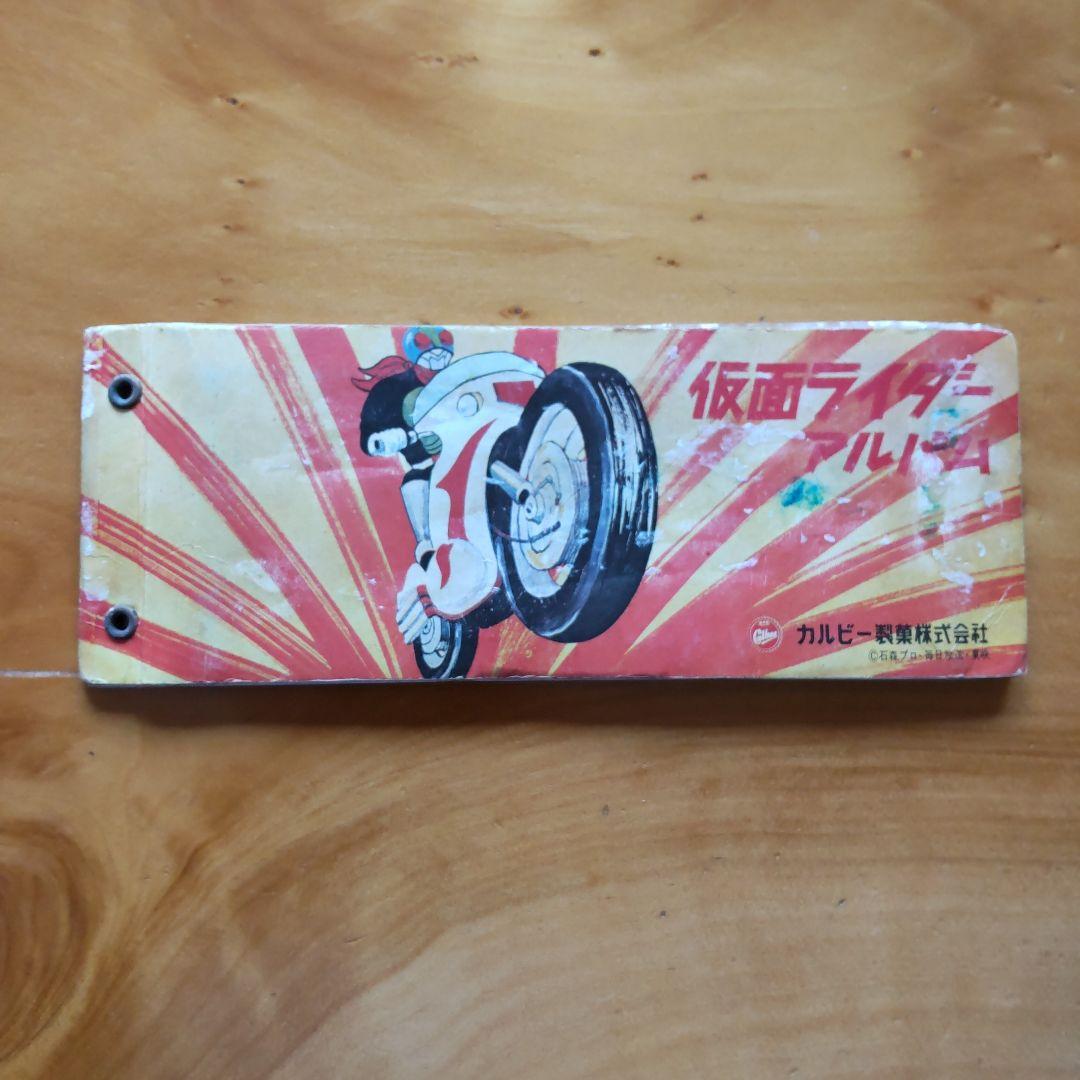 仮面ライダー
アルバム
Calbee
カルビー製菓株式会社
©石森プロ・毎日放送・東映